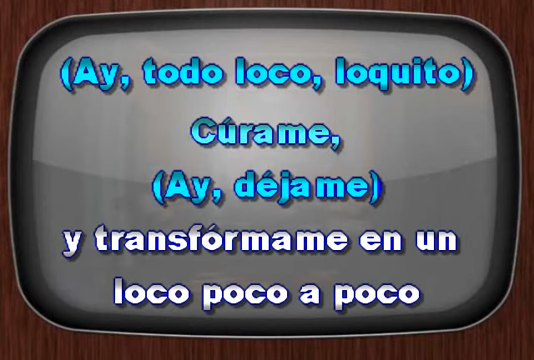 (Ay, todo loco, loquito)
Cúrame,
(Ay, déjame)
y transfórmame en un
loco poco a poco